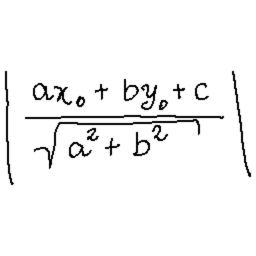 | ax₀ + by₀ + c / √(a² + b²) |